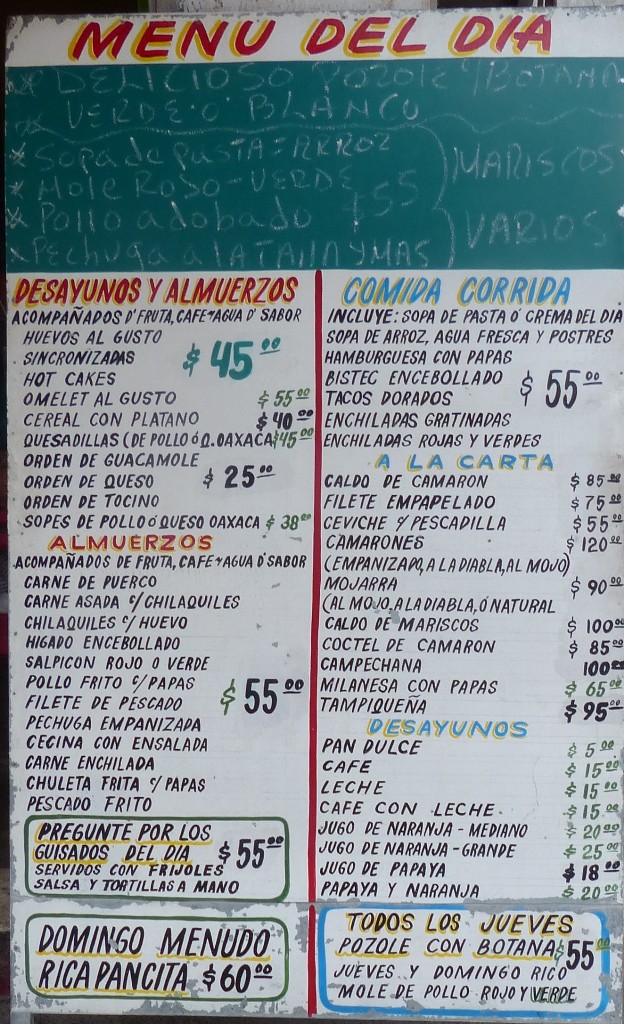 MENU DEL DIA
* DELICIOSO POZOLE c/BOTANA
* VERDE O BLANCO
* Sopa de pasta = ARROZ
* Mole Rojo - VERDE
* Pollo adobado
* Pechuga a la TAMPIQ y MAS
55
MARISCOS
VARIOS
DESAYUNOS Y ALMUERZOS
ACOMPAÑADOS D' FRUTA, CAFE + AGUA D' SABOR
HUEVOS AL GUSTO
SINCRONIZADAS $45.00
HOT CAKES
OMELET AL GUSTO $55.00
CEREAL CON PLATANO $40.00
QUESADILLAS (DE POLLO Ó Q. OAXACA $45.00
ORDEN DE GUACAMOLE
ORDEN DE QUESO $25.00
ORDEN DE TOCINO
SOPES DE POLLO Ó QUESO OAXACA $38.00
ALMUERZOS
ACOMPAÑADOS DE FRUTA, CAFE + AGUA D' SABOR
CARNE DE PUERCO
CARNE ASADA c/CHILAQUILES
CHILAQUILES c/HUEVO
HIGADO ENCEBOLLADO
SALPICON ROJO O VERDE
POLLO FRITO c/PAPAS $55.00
FILETE DE PESCADO
PECHUGA EMPANIZADA
CECINA CON ENSALADA
CARNE ENCHILADA
CHULETA FRITA c/PAPAS
PESCADO FRITO
PREGUNTE POR LOS
GUISADOS DEL DIA $55.00
SERVIDOS CON FRIJOLES
SALSA Y TORTILLAS A MANO
DOMINGO MENUDO
RICA PANCITA $60.00
COMIDA CORRIDA
INCLUYE: SOPA DE PASTA Ó CREMA DEL DIA
SOPA DE ARROZ, AGUA FRESCA Y POSTRES
HAMBURGUESA CON PAPAS
BISTEC ENCEBOLLADO $55.00
TACOS DORADOS
ENCHILADAS GRATINADAS
ENCHILADAS ROJAS Y VERDES
A LA CARTA
CALDO DE CAMARON $85.00
FILETE EMPAPELADO $75.00
CEVICHE Y PESCADILLA $55.00
CAMARONES $120.00
(EMPANIZADO, A LA DIABLA, AL MOJO)
MOJARRA $90.00
(AL MOJO, A LA DIABLA, Ó NATURAL
CALDO DE MARISCOS $100.00
COCTEL DE CAMARON $85.00
CAMPECHANA 100.00
MILANESA CON PAPAS $65.00
TAMPIQUEÑA $95.00
DESAYUNOS
PAN DULCE $5.00
CAFE $15.00
LECHE $15.00
CAFE CON LECHE $15.00
JUGO DE NARANJA - MEDIANO $20.00
JUGO DE NARANJA - GRANDE $25.00
JUGO DE PAPAYA $18.00
PAPAYA Y NARANJA $20.00
TODOS LOS JUEVES
POZOLE CON BOTANA $55.00
JUEVES Y DOMINGO RICO
MOLE DE POLLO ROJO Y VERDE